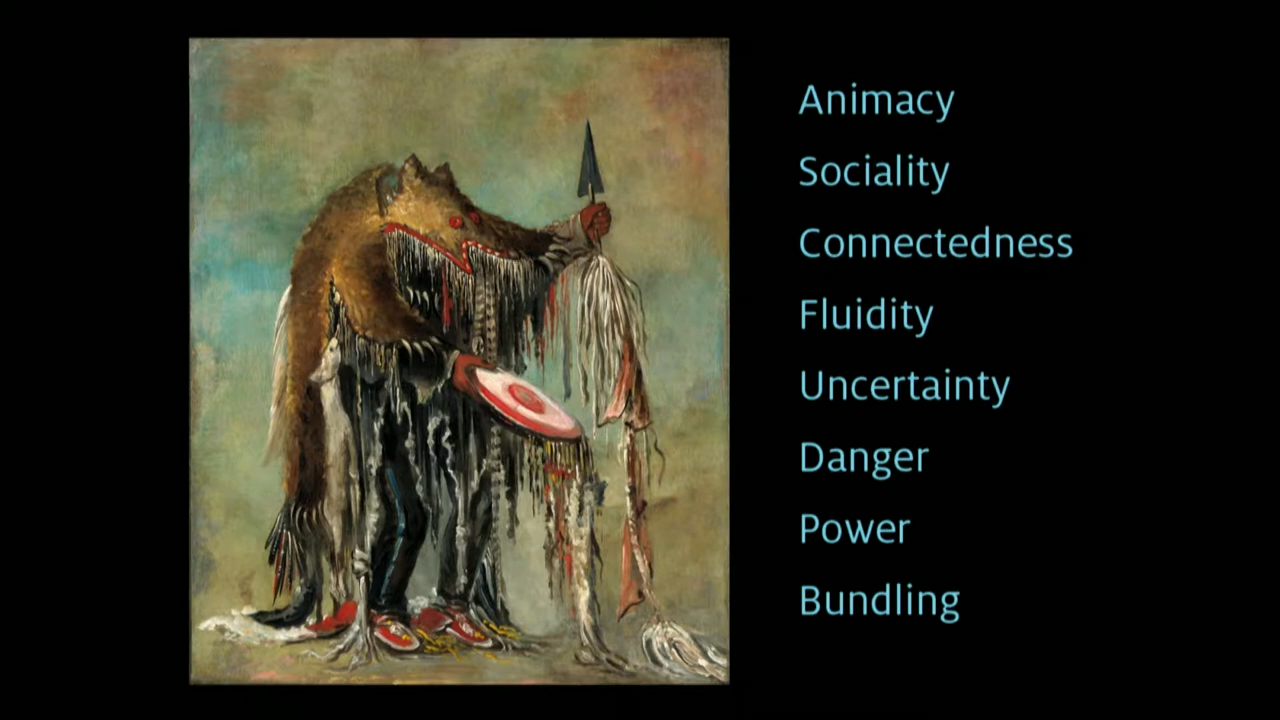 Animacy
Sociality
Connectedness
Fluidity
Uncertainty
Danger
Power
Bundling